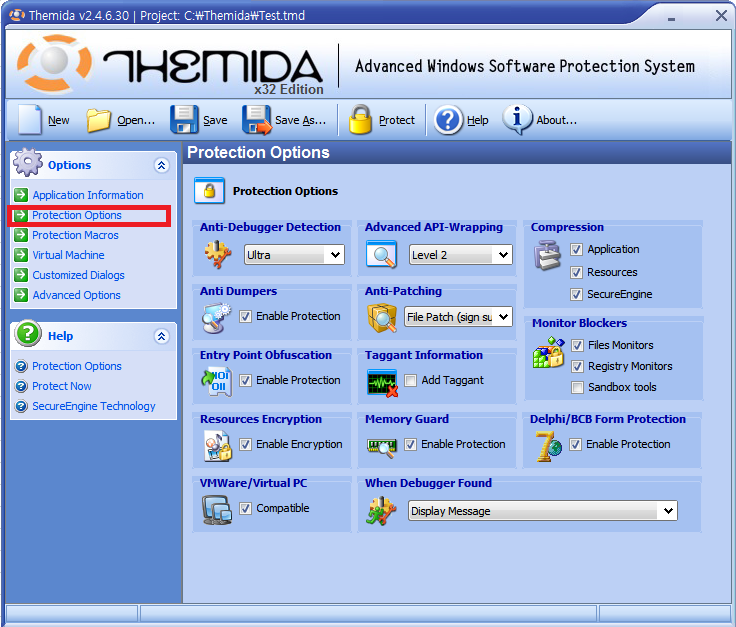 Themida v2.4.6.30 | Project: C:₩Themida₩Test.tmd
THEMIDA
x32 Edition
Advanced Windows Software Protection System
New Open... Save Save As... Protect Help About...
Options
Application Information
Protection Options
Protection Macros
Virtual Machine
Customized Dialogs
Advanced Options
Help
Protection Options
Protect Now
SecureEngine Technology
Protection Options
Protection Options
Anti-Debugger Detection
Ultra
Advanced API-Wrapping
Level 2
Compression
Application
Resources
SecureEngine
Anti Dumpers
Enable Protection
Anti-Patching
File Patch (sign su
Monitor Blockers
Files Monitors
Registry Monitors
Sandbox tools
Entry Point Obfuscation
Enable Protection
Taggant Information
Add Taggant
Resources Encryption
Enable Encryption
Memory Guard
Enable Protection
Delphi/BCB Form Protection
Enable Protection
VMWare/Virtual PC
Compatible
When Debugger Found
Display Message